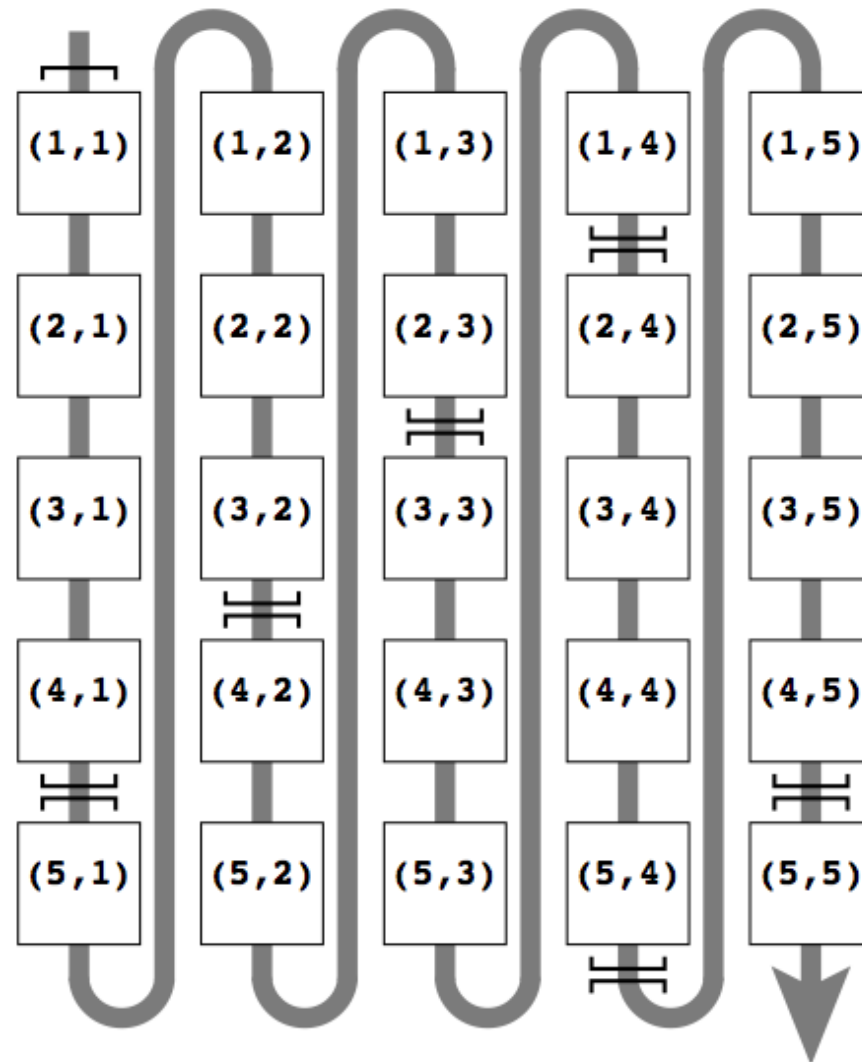 (1,1) (1,2) (1,3) (1,4) (1,5)
(2,1) (2,2) (2,3) (2,4) (2,5)
(3,1) (3,2) (3,3) (3,4) (3,5)
(4,1) (4,2) (4,3) (4,4) (4,5)
(5,1) (5,2) (5,3) (5,4) (5,5)